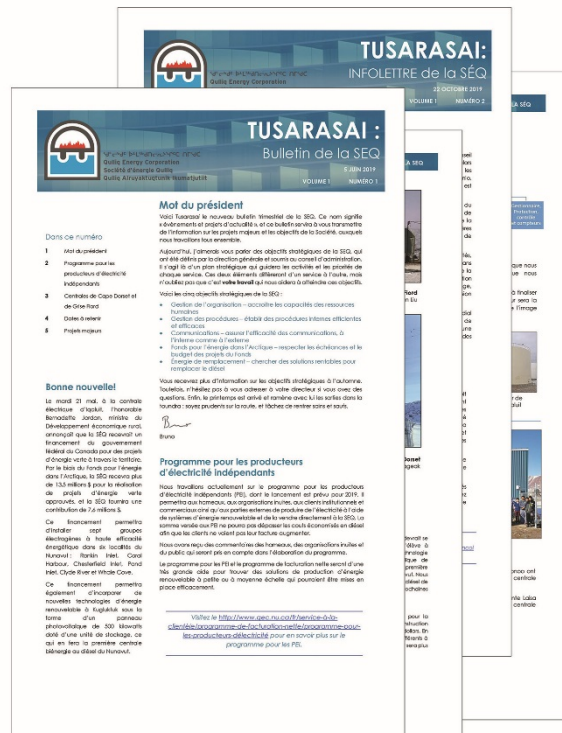 TUSARASAI:
INFOLETTRE de la SÉQ
22 OCTOBRE 2019
VOLUME I NUMÉRO 2
Qulliq Energy Corporation
TUSARASAI :
Bulletin de la SEQ
5 JUIN 2019
VOLUME I NUMÉRO 1
Qulliq Energy Corporation
Société d'énergie Qulliq
Qulliq Alruyaktuqtunik Ikumatjutiit
Dans ce numéro
1 Mot du président
2 Programme pour les
producteurs d'électricité
indépendants
3 Centrales de Cape Dorset et
de Grise Fiord
4 Dates à retenir
5 Projets majeurs
Bonne nouvelle!
Le mardi 21 mai, à la centrale
électrique d'Iqaluit, l'honorable
Bernadette Jordan, ministre du
Développement économique rural,
annonçait que la SÉQ recevrait un
financement du gouvernement
fédéral du Canada pour des projets
d'énergie verte à travers le territoire.
Par le biais du Fonds pour l'énergie
dans l'Arctique, la SÉQ recevra plus
de 13,5 millions $ pour la réalisation
de projets d'énergie verte
approuvés, et la SÉQ fournira une
contribution de 7,6 millions $.
Ce financement permettra
d'installer sept groupes
électrogènes à haute efficacité
énergétique dans six localités du
Nunavut : Rankin Inlet, Coral
Harbour, Chesterfield Inlet, Pond
Inlet, Clyde River et Whale Cove.
Ce financement permettra
également d'incorporer de
nouvelles technologies d'énergie
renouvelable à Kugluktuk sous la
forme d'un panneau
photovoltaïque de 500 kilowatts
doté d'une unité de stockage, ce
qui en fera la première centrale
biénergie au diésel du Nunavut.
Mot du président
Voici Tusarasai le nouveau bulletin trimestriel de la SEQ. Ce nom signifie
« événements et projets d'actualité », et ce bulletin servira à vous transmettre
de l'information sur les projets majeurs et les objectifs de la Société, auxquels
nous travaillons tous ensemble.
Aujourd'hui, j'aimerais vous parler des objectifs stratégiques de la SEQ, qui
ont été définis par la direction générale et soumis au conseil d'administration.
Il s'agit là d'un plan stratégique qui guidera les activités et les priorités de
chaque service. Ces deux éléments diffèreront d'un service à l'autre, mais
n'oubliez pas que c'est votre travail qui nous aidera à atteindre ces objectifs.
Voici les cinq objectifs stratégiques de la SEQ :
• Gestion de l'organisation – accroître les capacités des ressources
humaines
• Gestion des procédures – établir des procédures internes efficientes
et efficaces
• Communications – assurer l'efficacité des communications, à
l'interne comme à l'externe
• Fonds pour l'énergie dans l'Arctique – respecter les échéances et le
budget des projets du Fonds
• Énergie de remplacement – chercher des solutions rentables pour
remplacer le diésel
Vous recevrez plus d'information sur les objectifs stratégiques à l'automne.
Toutefois, n'hésitez pas à vous adresser à votre directeur si vous avez des
questions. Enfin, le printemps est arrivé et ramène avec lui les sorties dans la
toundra : soyez prudents sur la route, et tâchez de rentrer sains et saufs.
Bruno
Programme pour les producteurs
d'électricité indépendants
Nous travaillons actuellement sur le programme pour les producteurs
d'électricité indépendants (PEI), dont le lancement est prévu pour 2019. Il
permettra aux hameaux, aux organisations inuites, aux clients institutionnels et
commerciaux ainsi qu'aux parties externes de produire de l'électricité à l'aide
de systèmes d'énergie renouvelable et de la vendre directement à la SEQ. La
somme versée aux PEI ne pourra pas dépasser les coûts économisés en diésel
afin que les clients ne voient pas leur facture augmenter.
Nous avons reçu des commentaires des hameaux, des organisations inuites et
du public qui seront pris en compte dans l'élaboration du programme.
Le programme pour les PEI et le programme de facturation nette seront d'une
très grande aide pour trouver des solutions de production d'énergie
renouvelable à petite ou à moyenne échelle qui pourraient être mises en
place efficacement.
Visitez le http://www.qec.nu.ca/fr/service-à-la-
clientèle/programme-de-facturation-nette/programme-pour-
les-producteurs-délectricité pour en savoir plus sur le
programme pour les PEI.